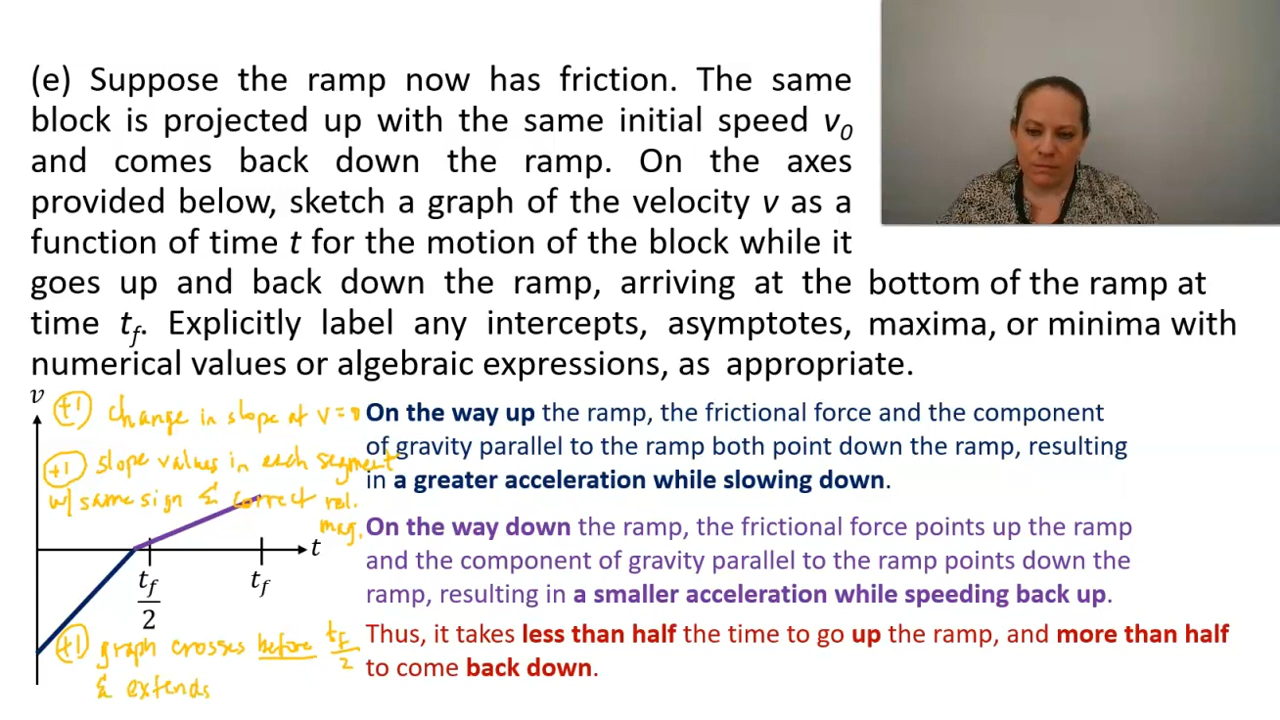 (e) Suppose the ramp now has friction. The same
block is projected up with the same initial speed v₀
and comes back down the ramp. On the axes
provided below, sketch a graph of the velocity v as a
function of time t for the motion of the block while it
goes up and back down the ramp, arriving at the bottom of the ramp at
time t_f. Explicitly label any intercepts, asymptotes, maxima, or minima with
numerical values or algebraic expressions, as appropriate.
v
+1 change in slope at v=0
+1 slope values in each segment
w/ same sign & correct rel.
mag.
t
t_f/2
t_f
+1 graph crosses before t_f/2
& extends
On the way up the ramp, the frictional force and the component
of gravity parallel to the ramp both point down the ramp, resulting
in a greater acceleration while slowing down.
On the way down the ramp, the frictional force points up the ramp
and the component of gravity parallel to the ramp points down the
ramp, resulting in a smaller acceleration while speeding back up.
Thus, it takes less than half the time to go up the ramp, and more than half
to come back down.